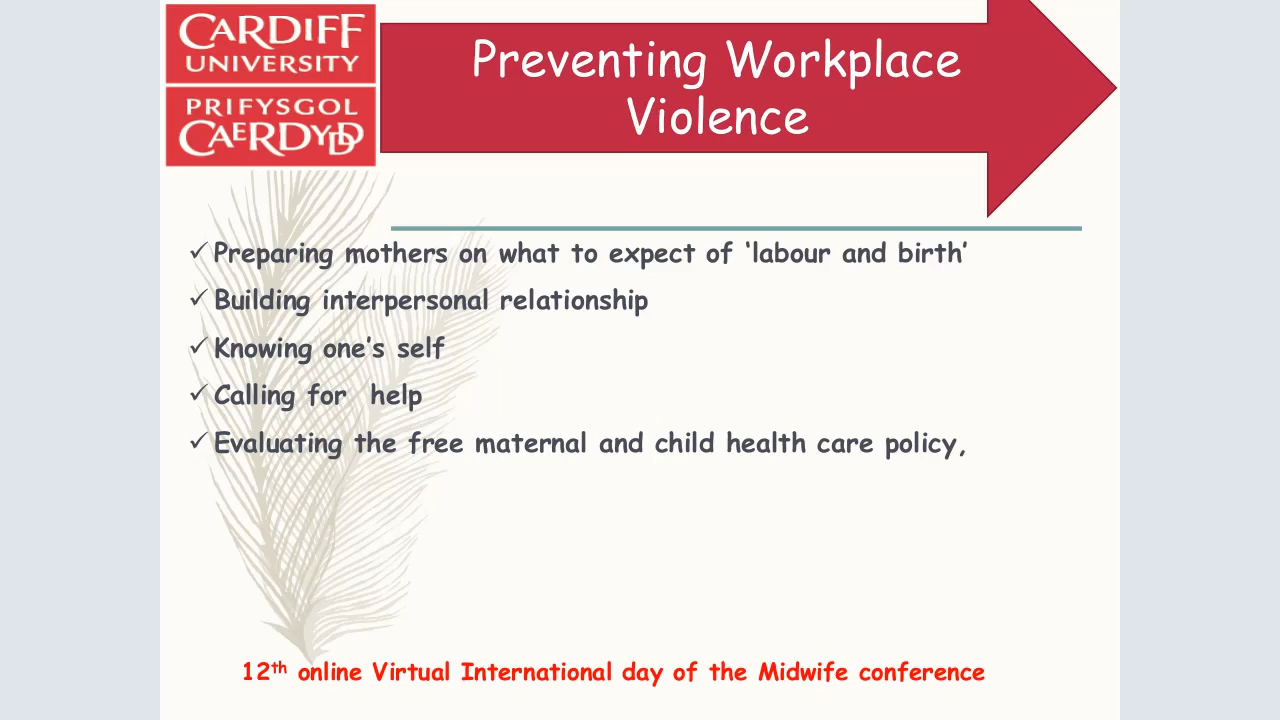 CARDIFF
UNIVERSITY
PRIFYSGOL
CAERDYDD
Preventing Workplace
Violence
✓Preparing mothers on what to expect of ‘labour and birth’
✓Building interpersonal relationship
✓Knowing one’s self
✓Calling for  help
✓Evaluating the free maternal and child health care policy,
12th online Virtual International day of the Midwife conference